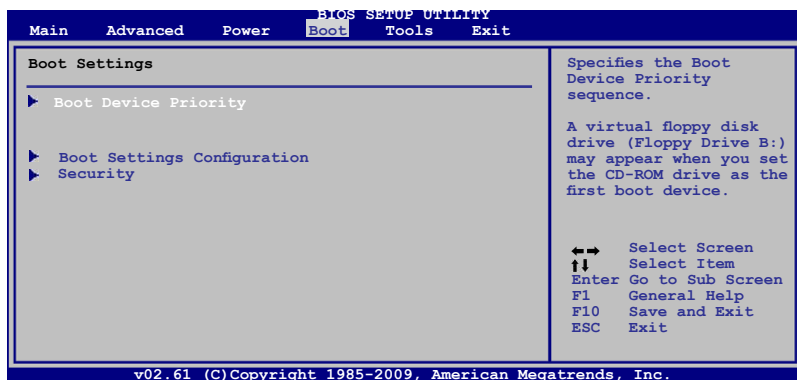 BIOS SETUP UTILITY
Main Advanced Power Boot Tools Exit
Boot Settings
Boot Device Priority
Boot Settings Configuration
Security
Specifies the Boot
Device Priority
sequence.
A virtual floppy disk
drive (Floppy Drive B:)
may appear when you set
the CD-ROM drive as the
first boot device.
←→ Select Screen
↑↓ Select Item
Enter Go to Sub Screen
F1 General Help
F10 Save and Exit
ESC Exit
v02.61 (C)Copyright 1985-2009, American Megatrends, Inc.